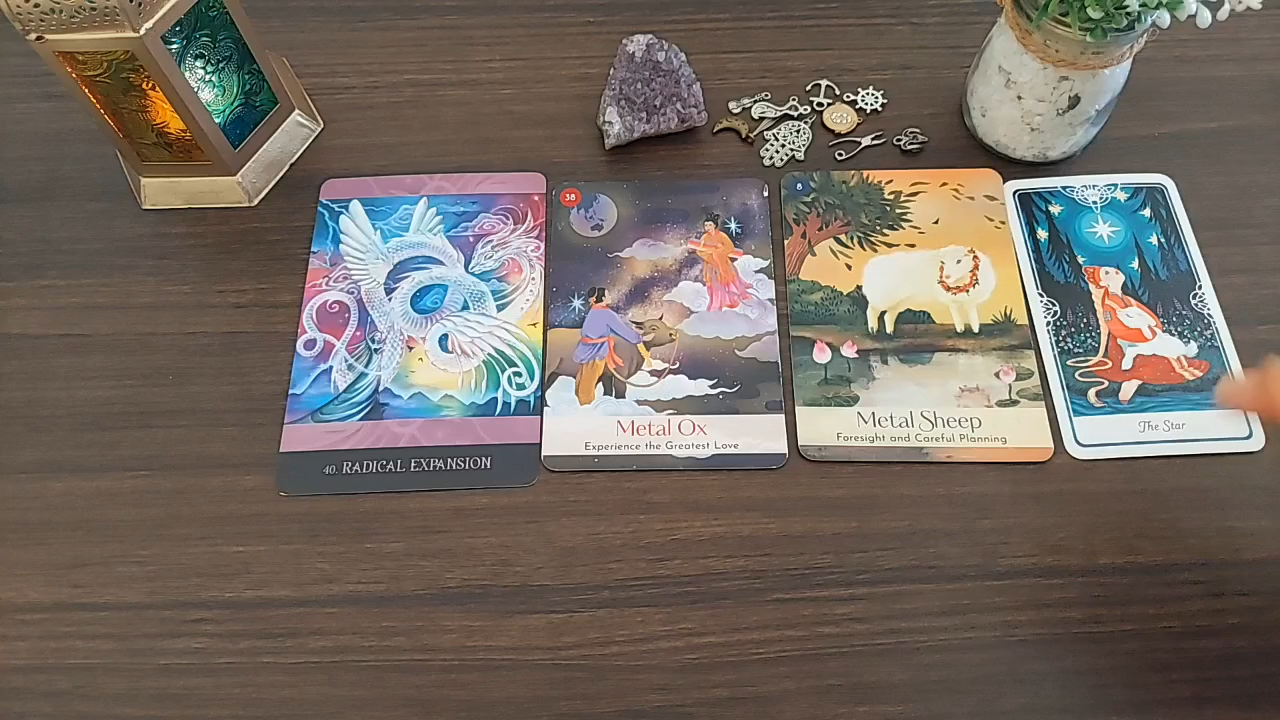 40. RADICAL EXPANSION
38
Metal Ox
Experience the Greatest Love
8
Metal Sheep
Foresight and Careful Planning
The Star